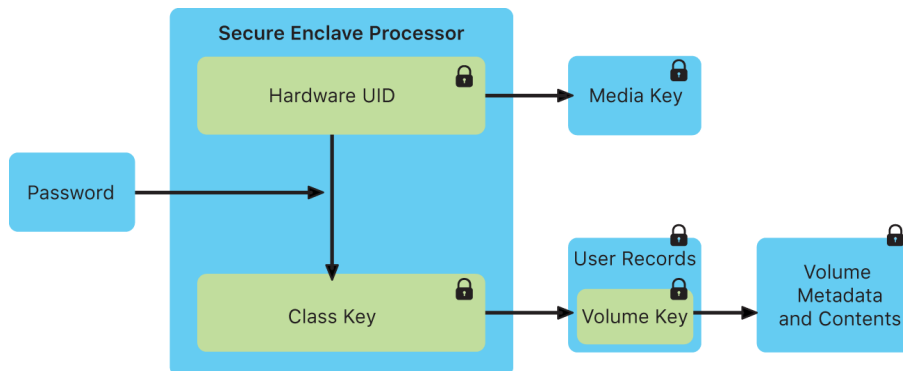 Secure Enclave Processor
Hardware UID
Media Key
Password
Class Key
User Records
Volume Key
Volume
Metadata
and Contents